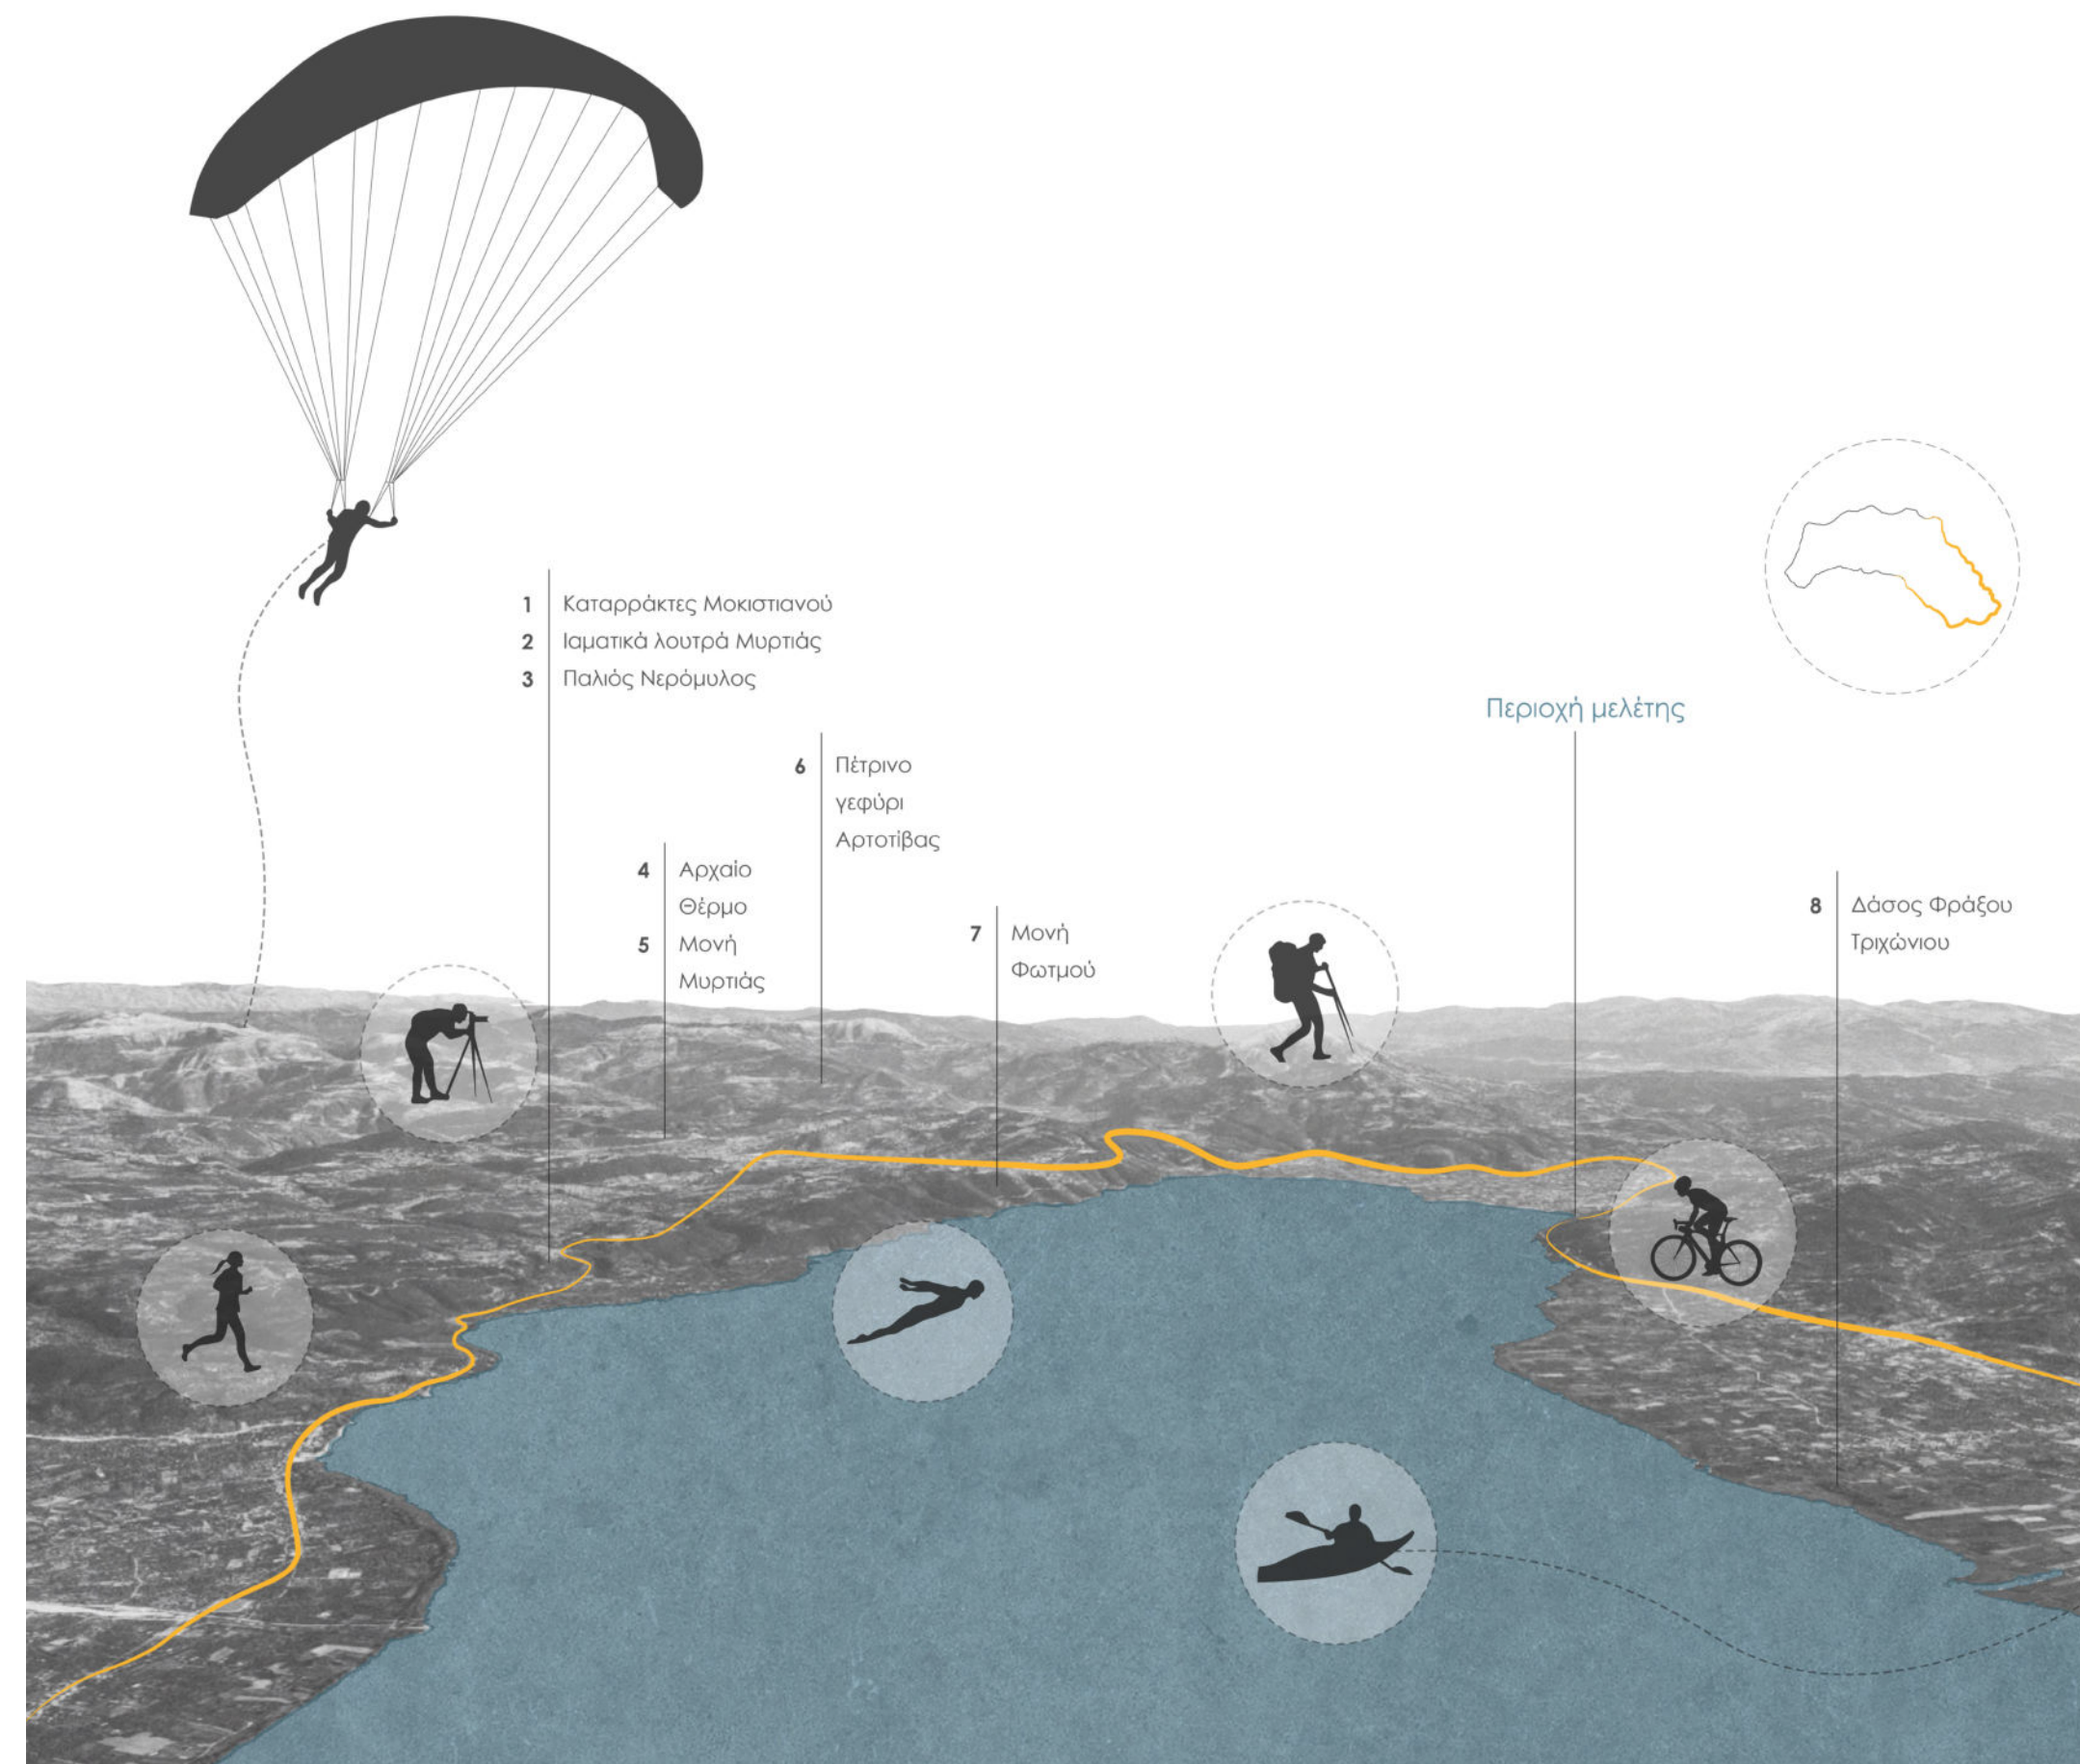 1 Καταρράκτες Μοκιστιανού
2 Ιαματικά λουτρά Μυρτιάς
3 Παλιός Νερόμυλος
Περιοχή μελέτης
6 Πέτρινο
γεφύρι
Αρτοτίβας
4 Αρχαίο
Θέρμο
5 Μονή
Μυρτιάς
7 Μονή
Φωτμού
8 Δάσος Φράξου
Τριχώνιου